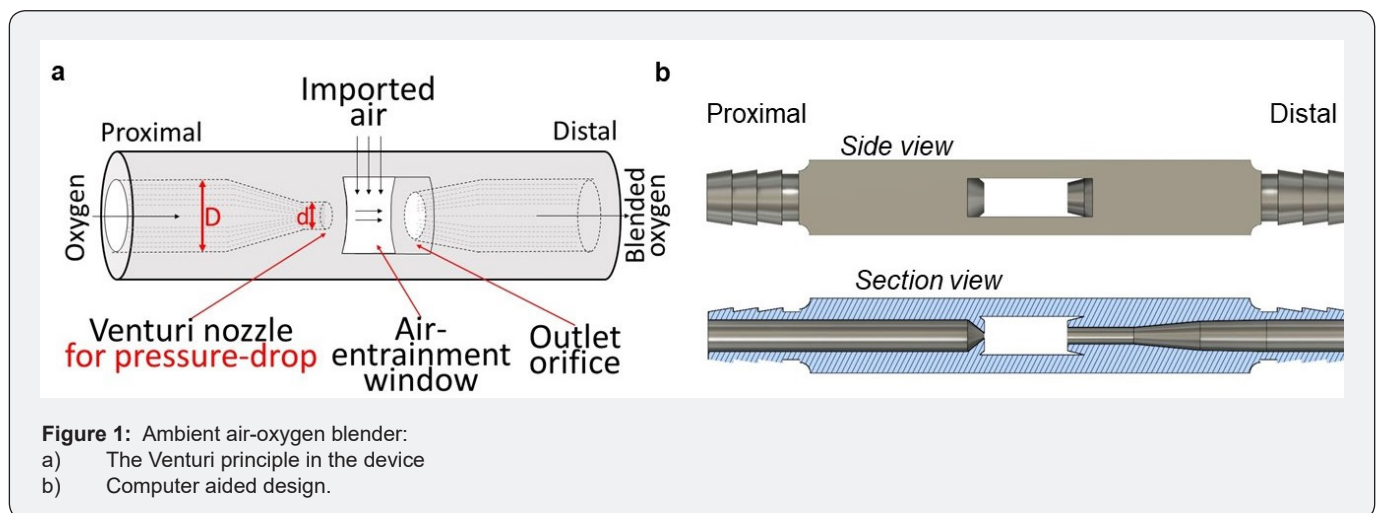 a
Imported
air
Proximal
Distal
Oxygen
D
d
Blended
oxygen
Venturi nozzle
for pressure-drop
Air-
entrainment
window
Outlet
orifice
b
Proximal
Distal
Side view
Section view
Figure 1: Ambient air-oxygen blender:
a) The Venturi principle in the device
b) Computer aided design.